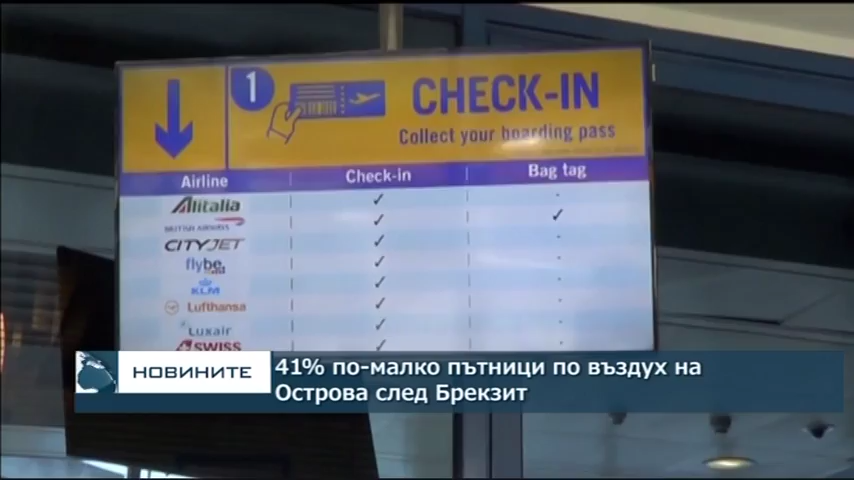 1
CHECK-IN
Collect your boarding pass
Airline Check-in Bag tag
Alitalia ✓ -
BRITISH AIRWAYS ✓ ✓
CITYJET ✓ -
flybe ✓ -
KLM ✓ -
Lufthansa ✓ -
Luxair ✓ -
SWISS ✓ -
НОВИНИТЕ
41% по-малко пътници по въздух на
Острова след Брекзит